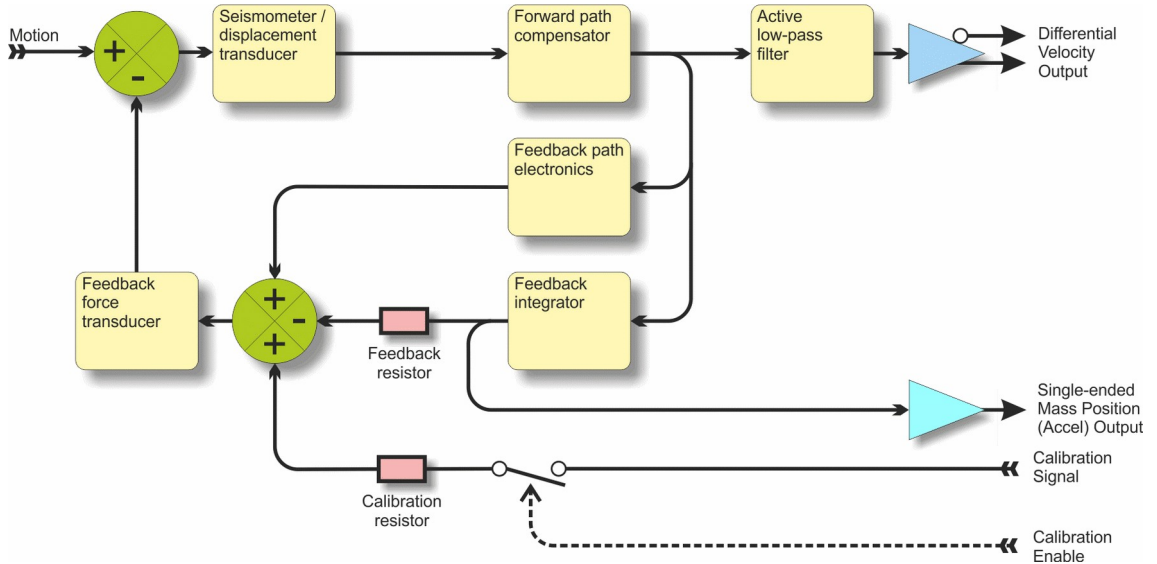 Motion
+
-
Seismometer /
displacement
transducer
Forward path
compensator
Active
low-pass
filter
Differential
Velocity
Output
Feedback path
electronics
Feedback
force
transducer
+
-
+
Feedback
resistor
Feedback
integrator
Single-ended
Mass Position
(Accel) Output
Calibration
resistor
Calibration
Signal
Calibration
Enable